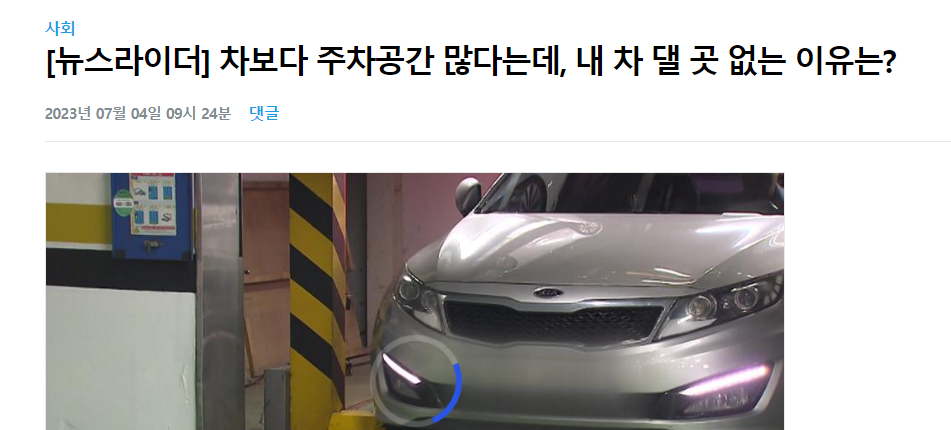 사회
[뉴스라이더] 차보다 주차공간 많다는데, 내 차 댈 곳 없는 이유는?
2023년 07월 04일 09시 24분 댓글
KIA